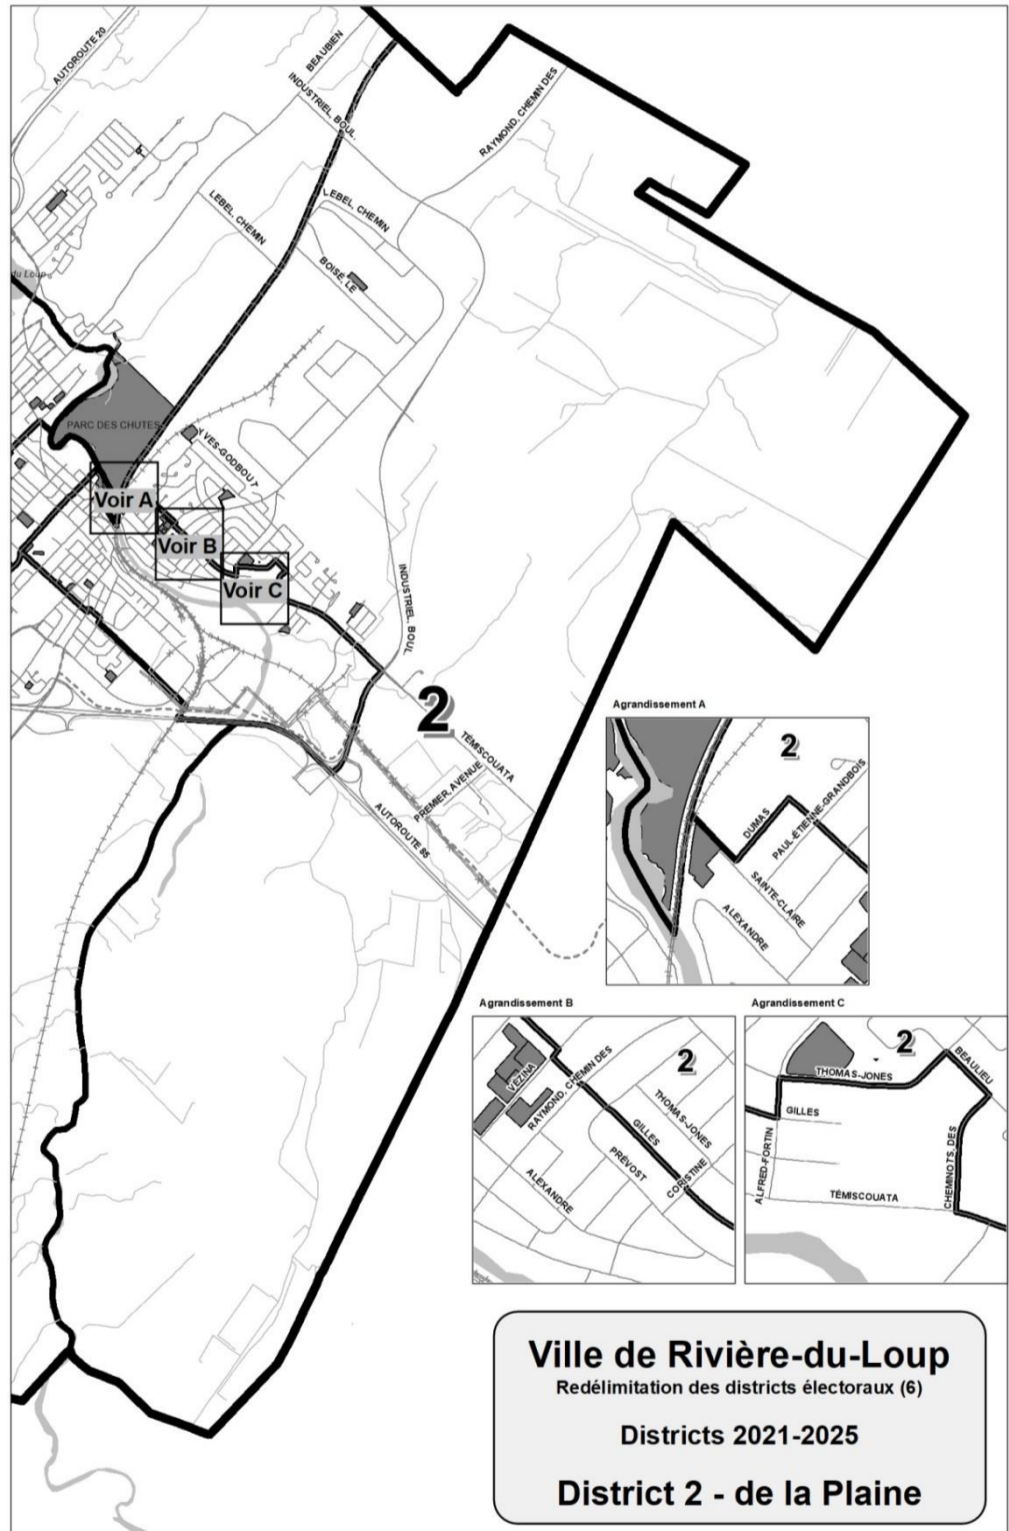 AUTOROUTE 20
BEAUBIEN
INDUSTRIEL, BOUL.
RAYMOND, CHEMIN DES
LEBEL, CHEMIN
LEBEL, CHEMIN
BOISÉ, LE
du Loup
PARC DES CHUTES
YVES-GODBOUT
Voir A
Voir B
Voir C
INDUSTRIEL, BOUL
2
TÉMISCOUATA
PREMIER, AVENUE
AUTOROUTE 85
Agrandissement A
2
DUMAS
PAUL-ÉTIENNE-GRANDBOIS
SAINTE-CLAIRE
ALEXANDRE
Agrandissement B
2
VÉZINA
RAYMOND, CHEMIN DES
THOMAS-JONES
GILLES
PRÉVOST
CORISTINE
ALEXANDRE
Agrandissement C
2
BEAULIEU
THOMAS-JONES
GILLES
ALFRED-FORTIN
CHEMINOTS, DES
TÉMISCOUATA
Ville de Rivière-du-Loup
Redélimitation des districts électoraux (6)
Districts 2021-2025
District 2 - de la Plaine